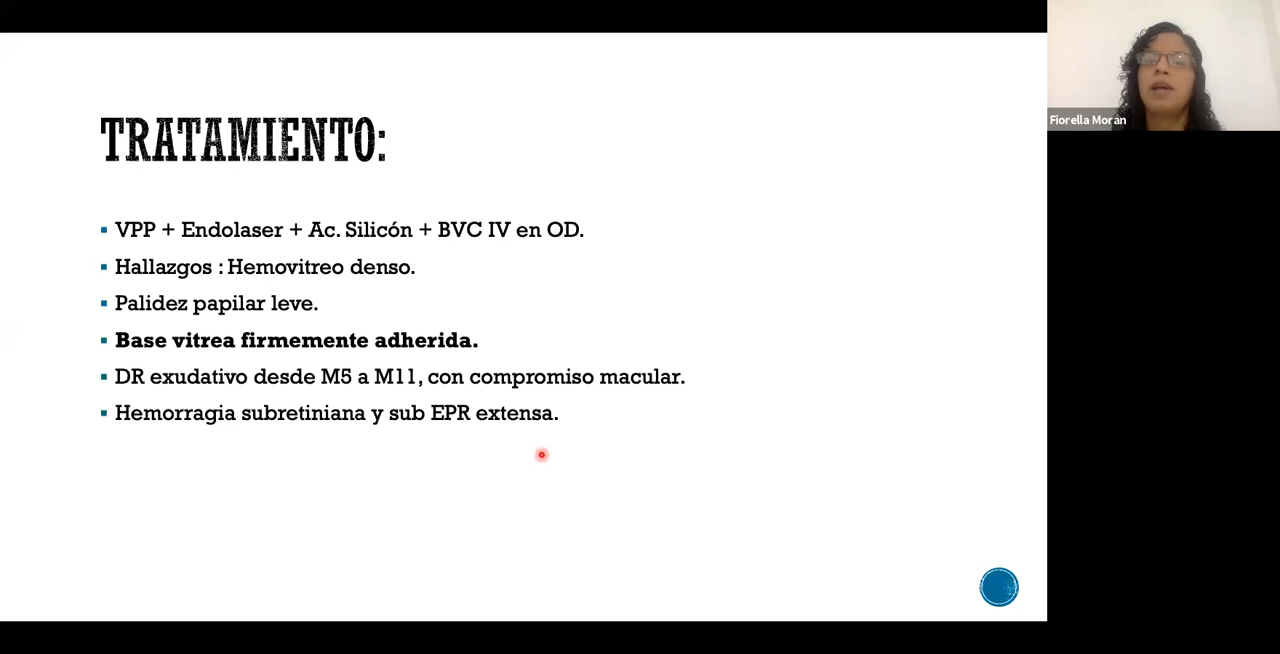 TRATAMIENTO:
VPP + Endolaser + Ac. Silicón + BVC IV en OD.
Hallazgos : Hemovitreo denso.
Palidez papilar leve.
Base vitrea firmemente adherida.
DR exudativo desde M5 a M11, con compromiso macular.
Hemorragia subretiniana y sub EPR extensa.
Fiorella Moran